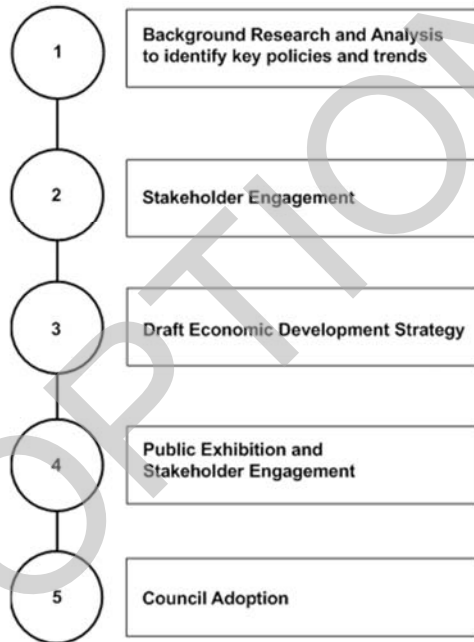 1
Background Research and Analysis
to identify key policies and trends
2
Stakeholder Engagement
3
Draft Economic Development Strategy
4
Public Exhibition and
Stakeholder Engagement
5
Council Adoption
OPTION